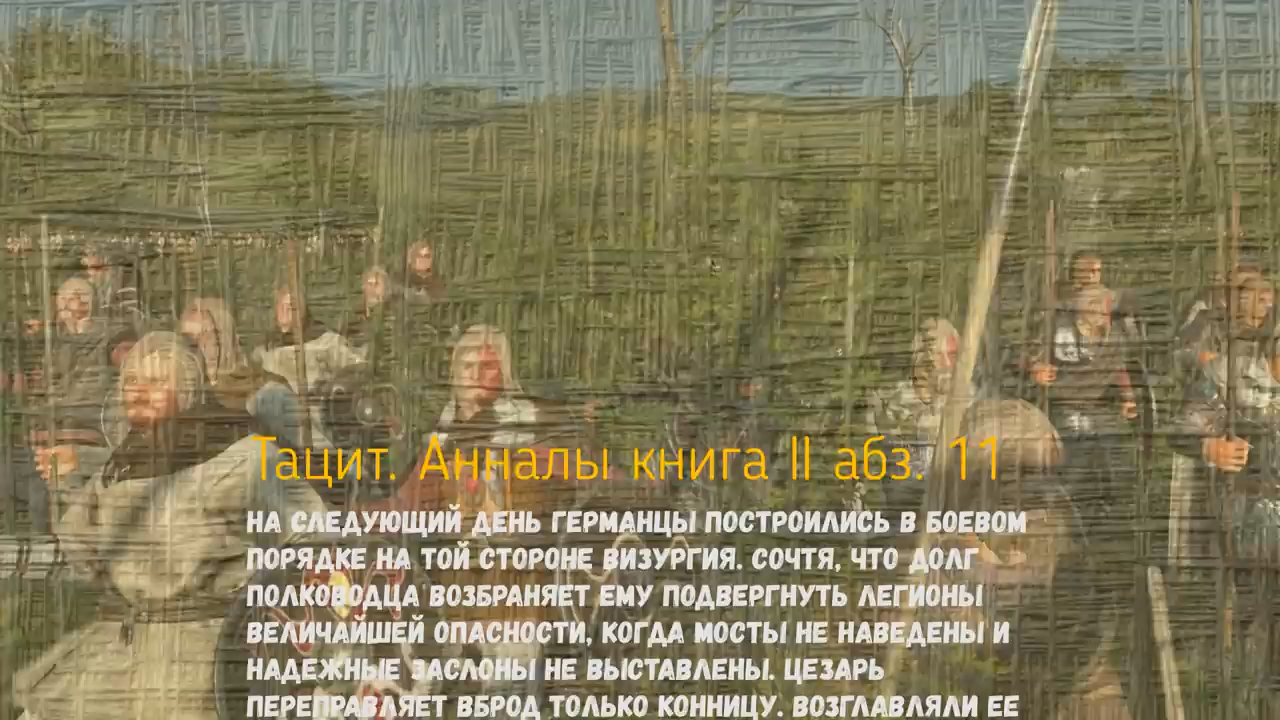 Тацит. Анналы книга II абз. 11
НА СЛЕДУЮЩИЙ ДЕНЬ ГЕРМАНЦЫ ПОСТРОИЛИСЬ В БОЕВОМ
ПОРЯДКЕ НА ТОЙ СТОРОНЕ ВИЗУРГИЯ. СОЧТЯ, ЧТО ДОЛГ
ПОЛКОВОДЦА ВОЗБРАНЯЕТ ЕМУ ПОДВЕРГНУТЬ ЛЕГИОНЫ
ВЕЛИЧАЙШЕЙ ОПАСНОСТИ, КОГДА МОСТЫ НЕ НАВЕДЕНЫ И
НАДЕЖНЫЕ ЗАСЛОНЫ НЕ ВЫСТАВЛЕНЫ. ЦЕЗАРЬ
ПЕРЕПРАВЛЯЕТ ВБРОД ТОЛЬКО КОННИЦУ. ВОЗГЛАВЛЯЛИ ЕЕ